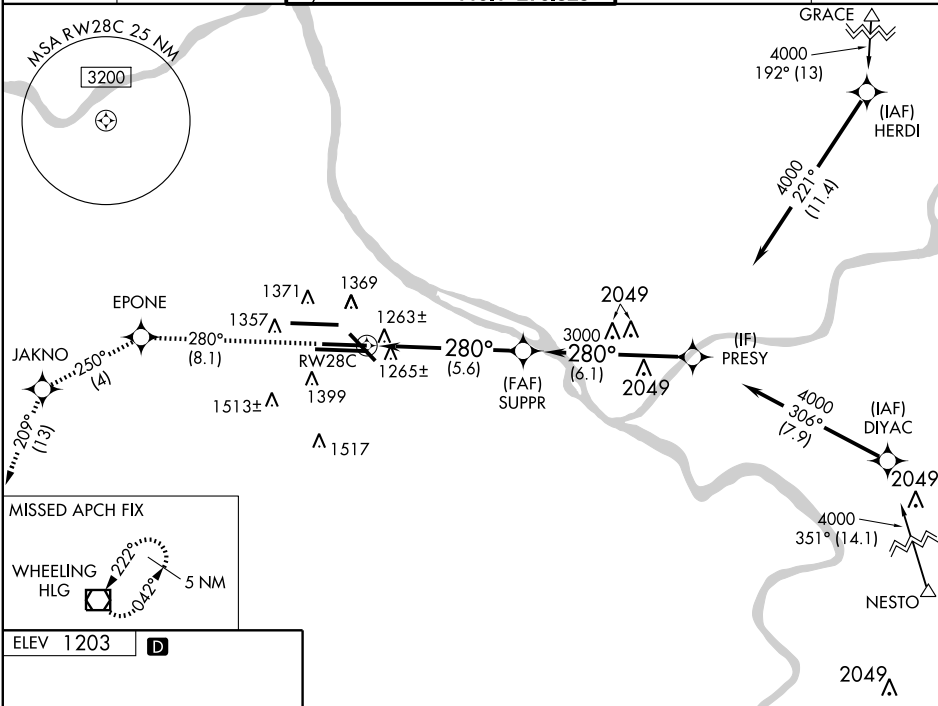 MSA RW28C 25 NM
3200
GRACE
4000
192° (13)
(IAF)
HERDI
4000
221°
(11.4)
EPONE
1371
1369
1357
1263±
2049
3000
280°
(8.1)
RW28C
280°
(5.6)
280°
(6.1)
(IF)
PRESY
JAKNO
250°
(4)
1265±
(FAF)
SUPPR
2049
1513±
1399
4000
306°
(7.9)
(IAF)
DIYAC
209°
(13)
1517
2049
MISSED APCH FIX
4000
351° (14.1)
WHEELING
HLG
222°
042°
5 NM
NESTO
ELEV 1203 D
2049